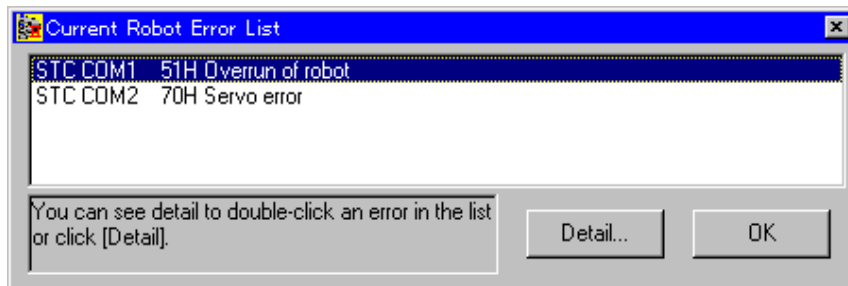 Current Robot Error List
STC COM1 51H Overrun of robot
STC COM2 70H Servo error
You can see detail to double-click an error in the list
or click [Detail].
Detail...
OK